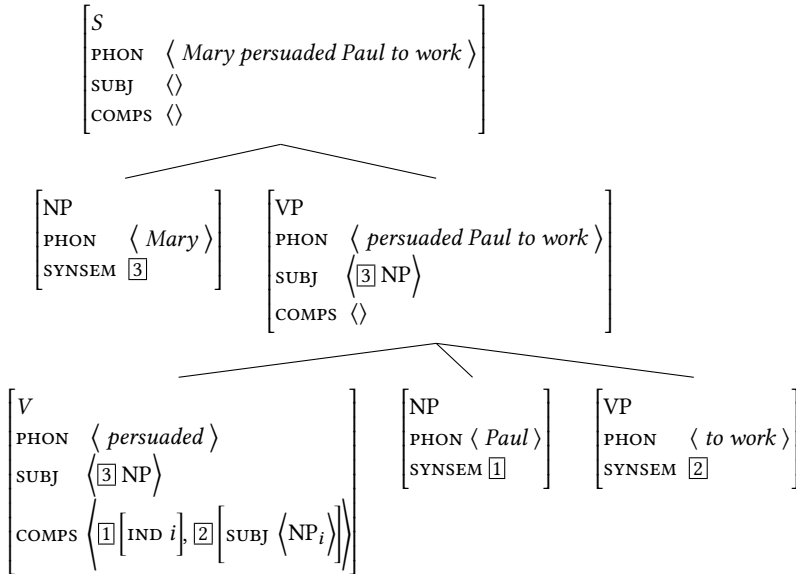 S
PHON ⟨ Mary persuaded Paul to work ⟩
SUBJ ⟨⟩
COMPS ⟨⟩
NP
PHON ⟨ Mary ⟩
SYNSEM 3
VP
PHON ⟨ persuaded Paul to work ⟩
SUBJ ⟨ 3 NP ⟩
COMPS ⟨⟩
V
PHON ⟨ persuaded ⟩
SUBJ ⟨ 3 NP ⟩
COMPS ⟨ 1 [IND i], 2 [SUBJ ⟨NPᵢ⟩] ⟩
NP
PHON ⟨ Paul ⟩
SYNSEM 1
VP
PHON ⟨ to work ⟩
SYNSEM 2